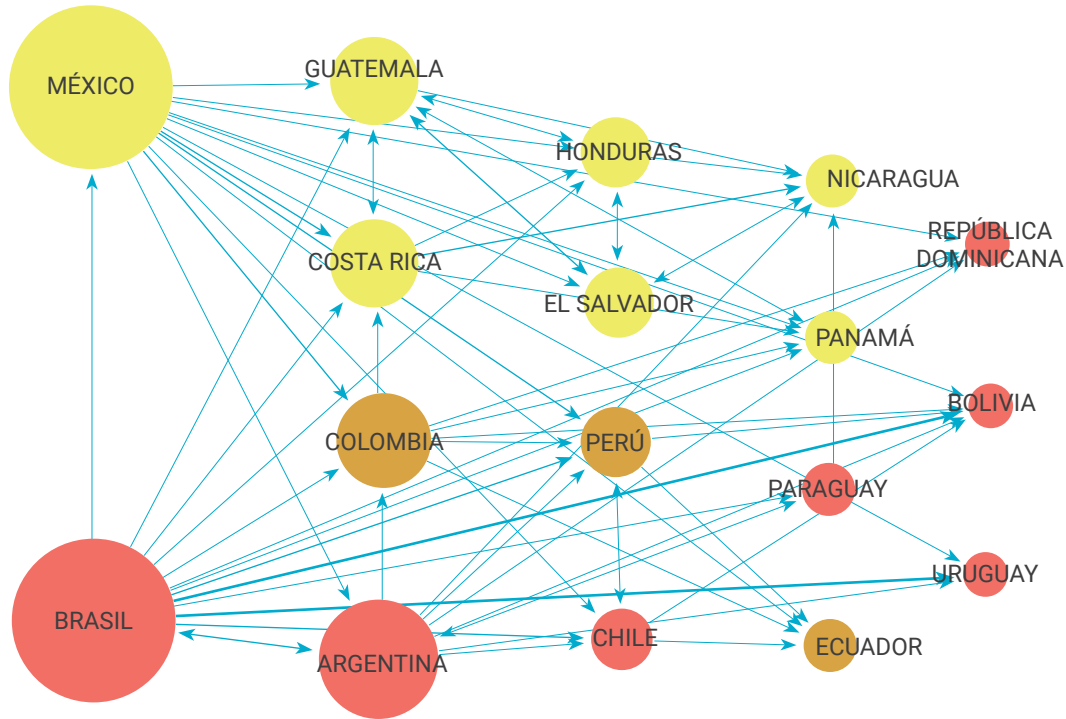 MÉXICO
GUATEMALA
HONDURAS
NICARAGUA
REPÚBLICA
DOMINICANA
COSTA RICA
EL SALVADOR
PANAMÁ
BOLIVIA
COLOMBIA
PERÚ
PARAGUAY
URUGUAY
BRASIL
ARGENTINA
CHILE
ECUADOR